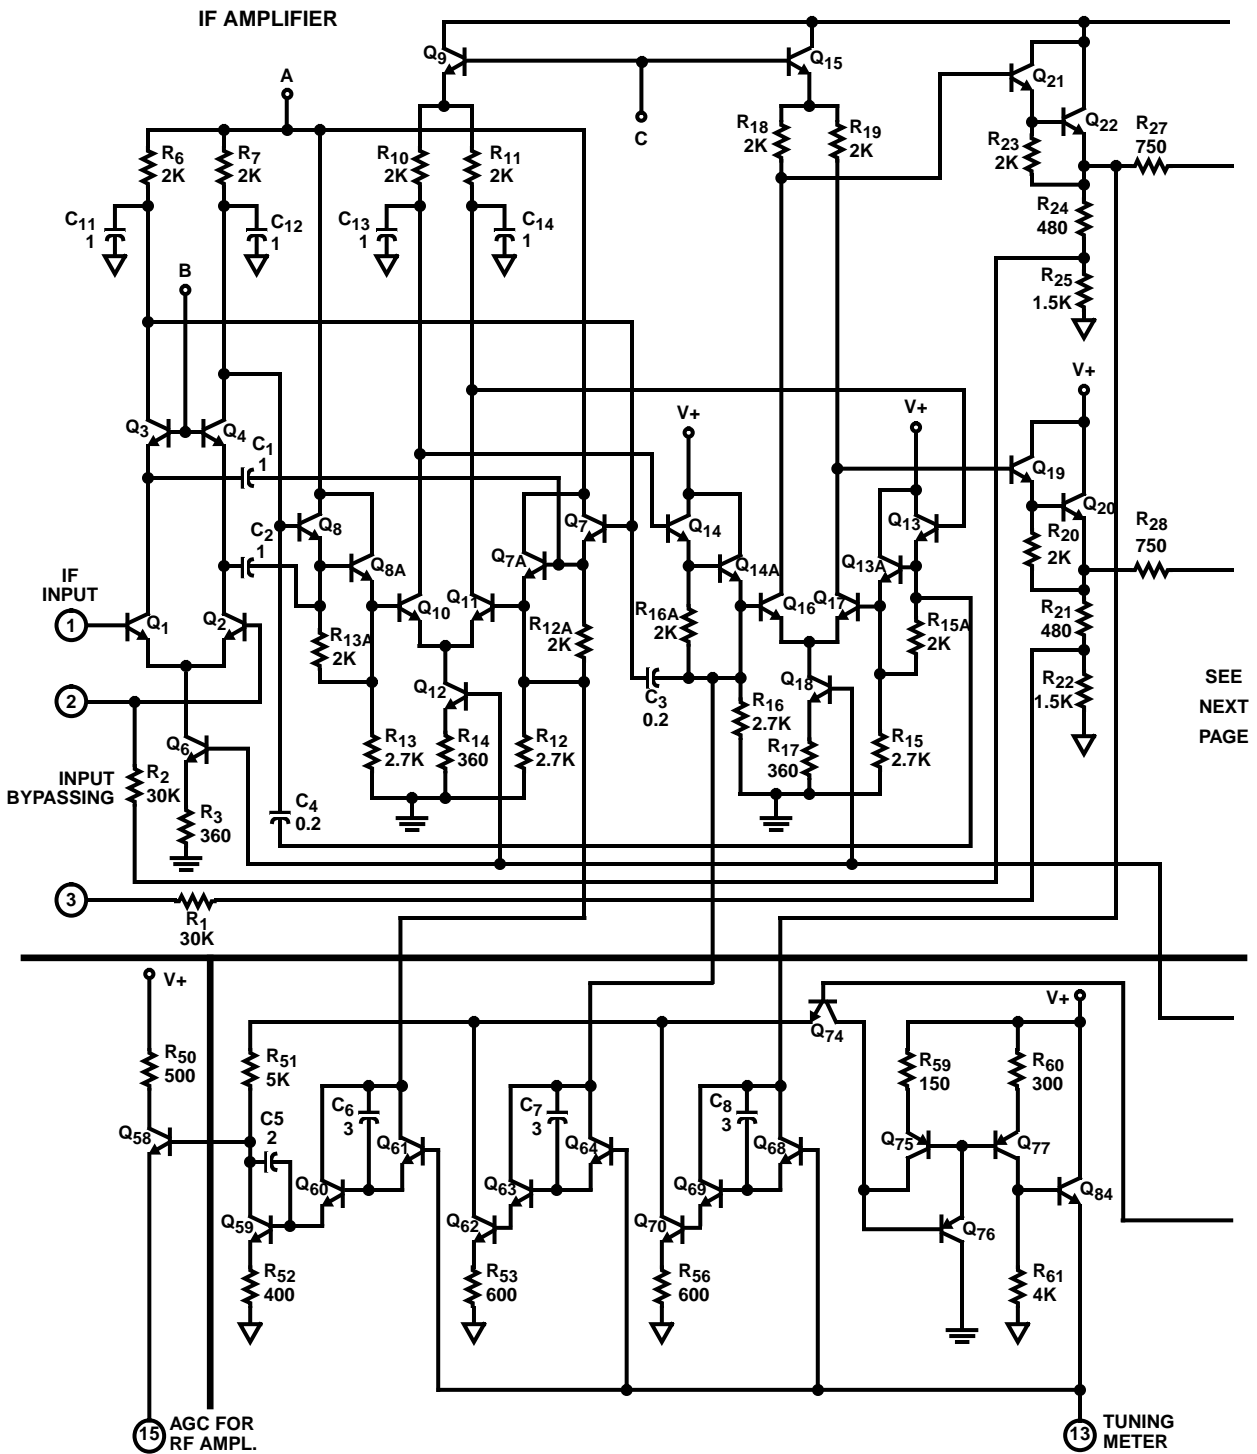 IF AMPLIFIER
A
B
C
Q9
Q15
Q21
Q22
R27
750
R6
2K
R7
2K
R10
2K
R11
2K
R18
2K
R19
2K
R23
2K
C11
1
C12
1
C13
1
C14
1
R24
480
R25
1.5K
V+
V+
V+
Q3
Q4
C1
1
Q8
C2
1
Q8A
Q7
Q7A
Q14
Q14A
Q13
Q13A
Q19
Q20
R20
2K
R28
750
IF
INPUT
1
Q1
Q2
Q10
Q11
R13A
2K
R12A
2K
R16A
2K
Q16
Q17
R15A
2K
R21
480
R22
1.5K
2
Q12
C3
0.2
Q18
SEE
NEXT
PAGE
Q6
INPUT
BYPASSING
R2
30K
R3
360
C4
0.2
R13
2.7K
R14
360
R12
2.7K
R16
2.7K
R17
360
R15
2.7K
3
R1
30K
V+
V+
R50
500
R51
5K
Q74
R59
150
R60
300
C5
2
C6
3
C7
3
C8
3
Q58
Q61
Q64
Q68
Q75
Q77
Q60
Q63
Q69
Q84
Q59
Q62
Q70
Q76
R52
400
R53
600
R56
600
R61
4K
15
AGC FOR
RF AMPL.
13
TUNING
METER